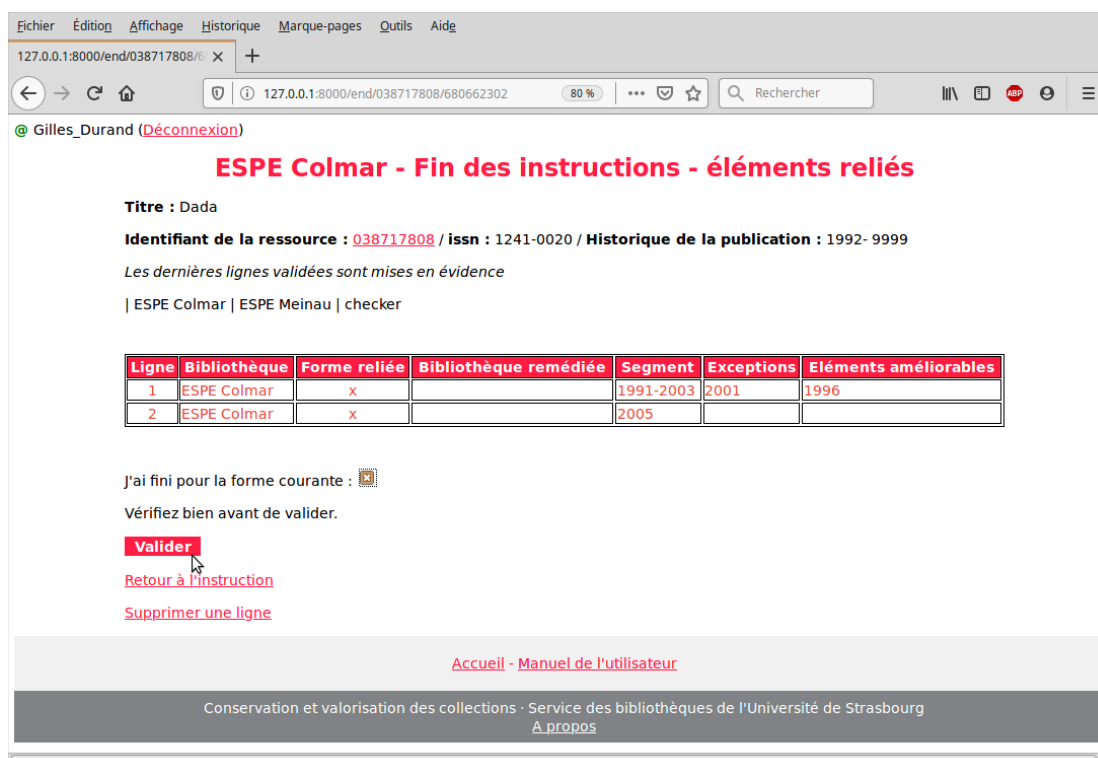 Fichier Édition Affichage Historique Marque-pages Outils Aide
127.0.0.1:8000/end/038717808/6
127.0.0.1:8000/end/038717808/680662302 80 % Rechercher ABP
@ Gilles_Durand (Déconnexion)
ESPE Colmar - Fin des instructions - éléments reliés
Titre : Dada
Identifiant de la ressource : 038717808 / issn : 1241-0020 / Historique de la publication : 1992- 9999
Les dernières lignes validées sont mises en évidence
| ESPE Colmar | ESPE Meinau | checker
Ligne Bibliothèque Forme reliée Bibliothèque remédiée Segment Exceptions Eléments améliorables
1 ESPE Colmar x 1991-2003 2001 1996
2 ESPE Colmar x 2005
J'ai fini pour la forme courante :
Vérifiez bien avant de valider.
Valider
Retour à l'instruction
Supprimer une ligne
Accueil - Manuel de l'utilisateur
Conservation et valorisation des collections · Service des bibliothèques de l'Université de Strasbourg
A propos